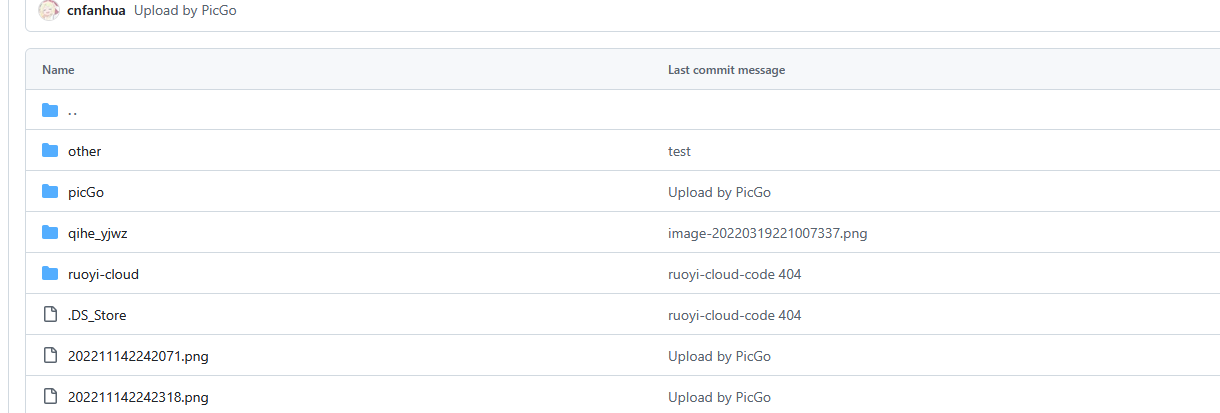 cnfanhua Upload by PicGo
Name Last commit message
..
other test
picGo Upload by PicGo
qihe_yjwz image-20220319221007337.png
ruoyi-cloud ruoyi-cloud-code 404
.DS_Store ruoyi-cloud-code 404
202211142242071.png Upload by PicGo
202211142242318.png Upload by PicGo